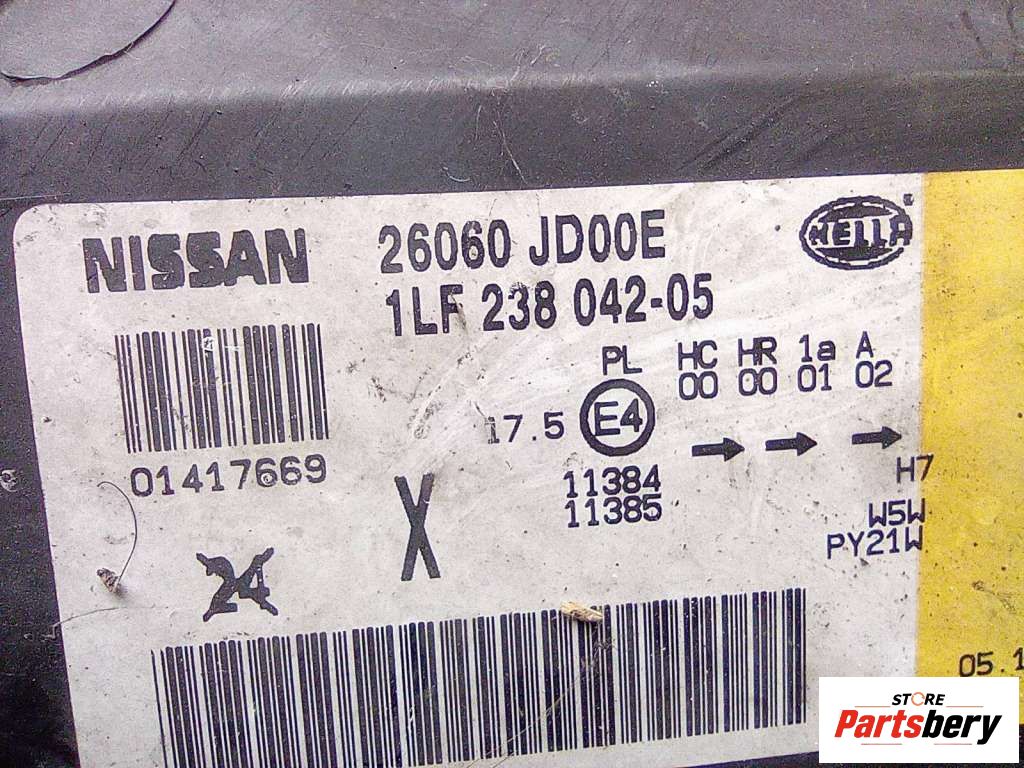 NISSAN
26060 JD00E
1LF 238 042-05
HELLA
01417669
PL HC HR 1a A
00 00 01 02
17.5 E4
11384
11385
H7
W5W
PY21W
X
24
05.1
STORE
Partsbery